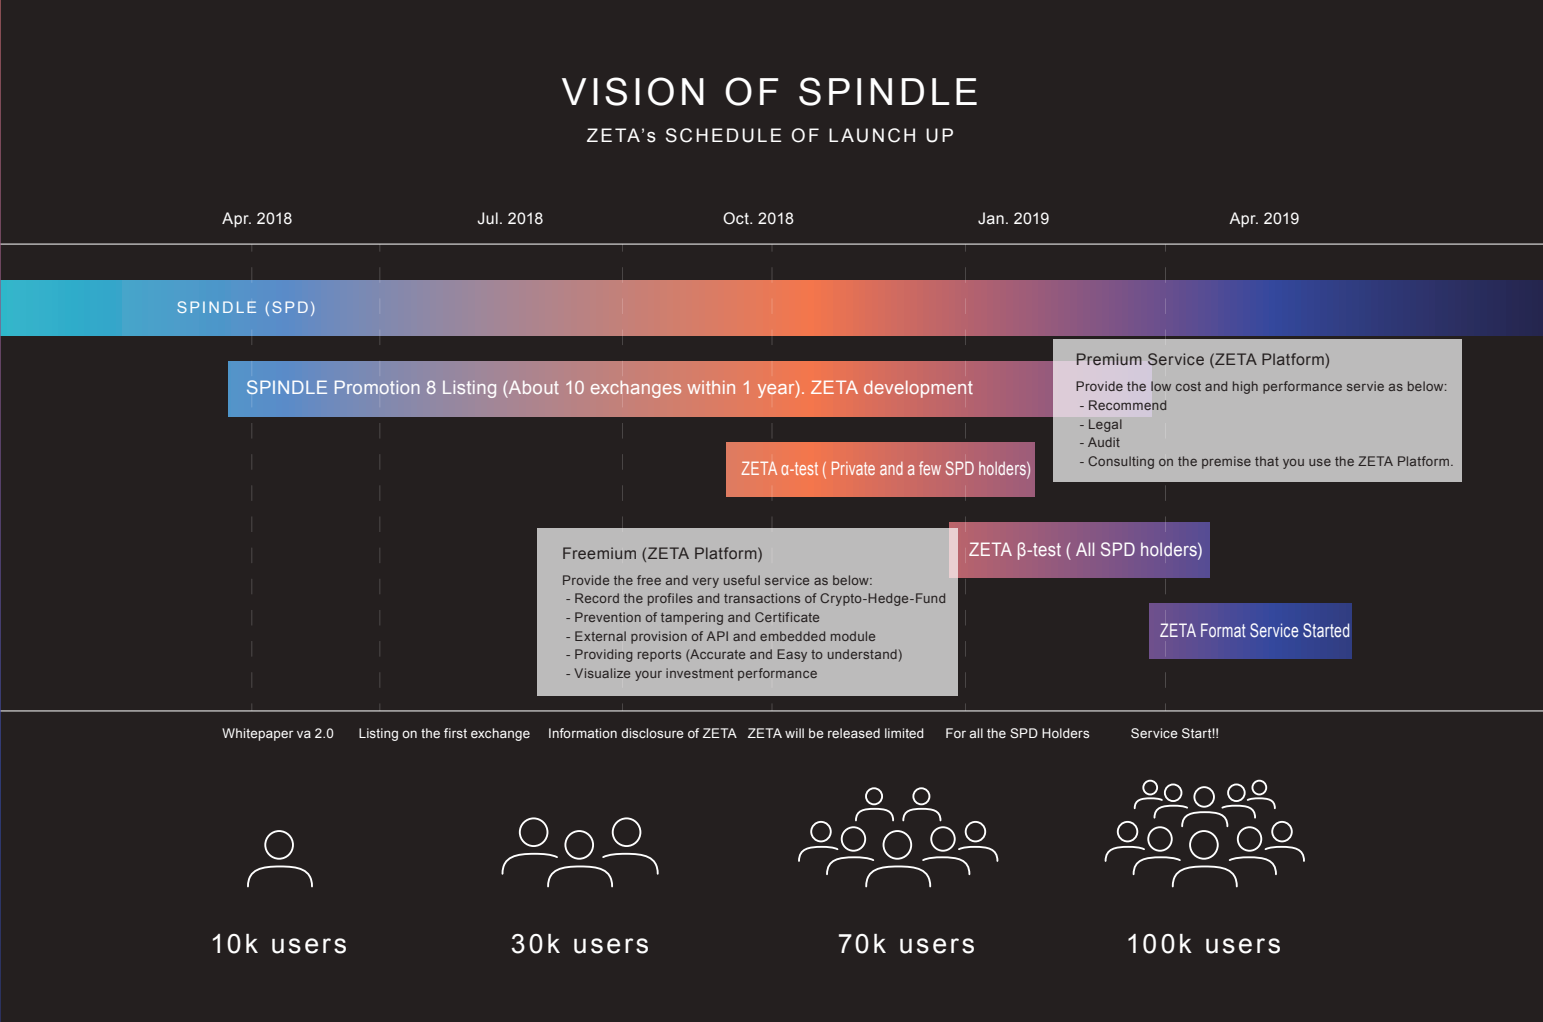 VISION OF SPINDLE
ZETA's SCHEDULE OF LAUNCH UP
Apr. 2018
Jul. 2018
Oct. 2018
Jan. 2019
Apr. 2019
SPINDLE (SPD)
SPINDLE Promotion 8 Listing (About 10 exchanges within 1 year). ZETA development
Premium Service (ZETA Platform)
Provide the low cost and high performance servie as below:
- Recommend
- Legal
- Audit
- Consulting on the premise that you use the ZETA Platform.
ZETA α-test ( Private and a few SPD holders)
Freemium (ZETA Platform)
Provide the free and very useful service as below:
- Record the profiles and transactions of Crypto-Hedge-Fund
- Prevention of tampering and Certificate
- External provision of API and embedded module
- Providing reports (Accurate and Easy to understand)
- Visualize your investment performance
ZETA β-test ( All SPD holders)
ZETA Format Service Started
Whitepaper va 2.0
Listing on the first exchange
Information disclosure of ZETA
ZETA will be released limited
For all the SPD Holders
Service Start!!
10k users
30k users
70k users
100k users